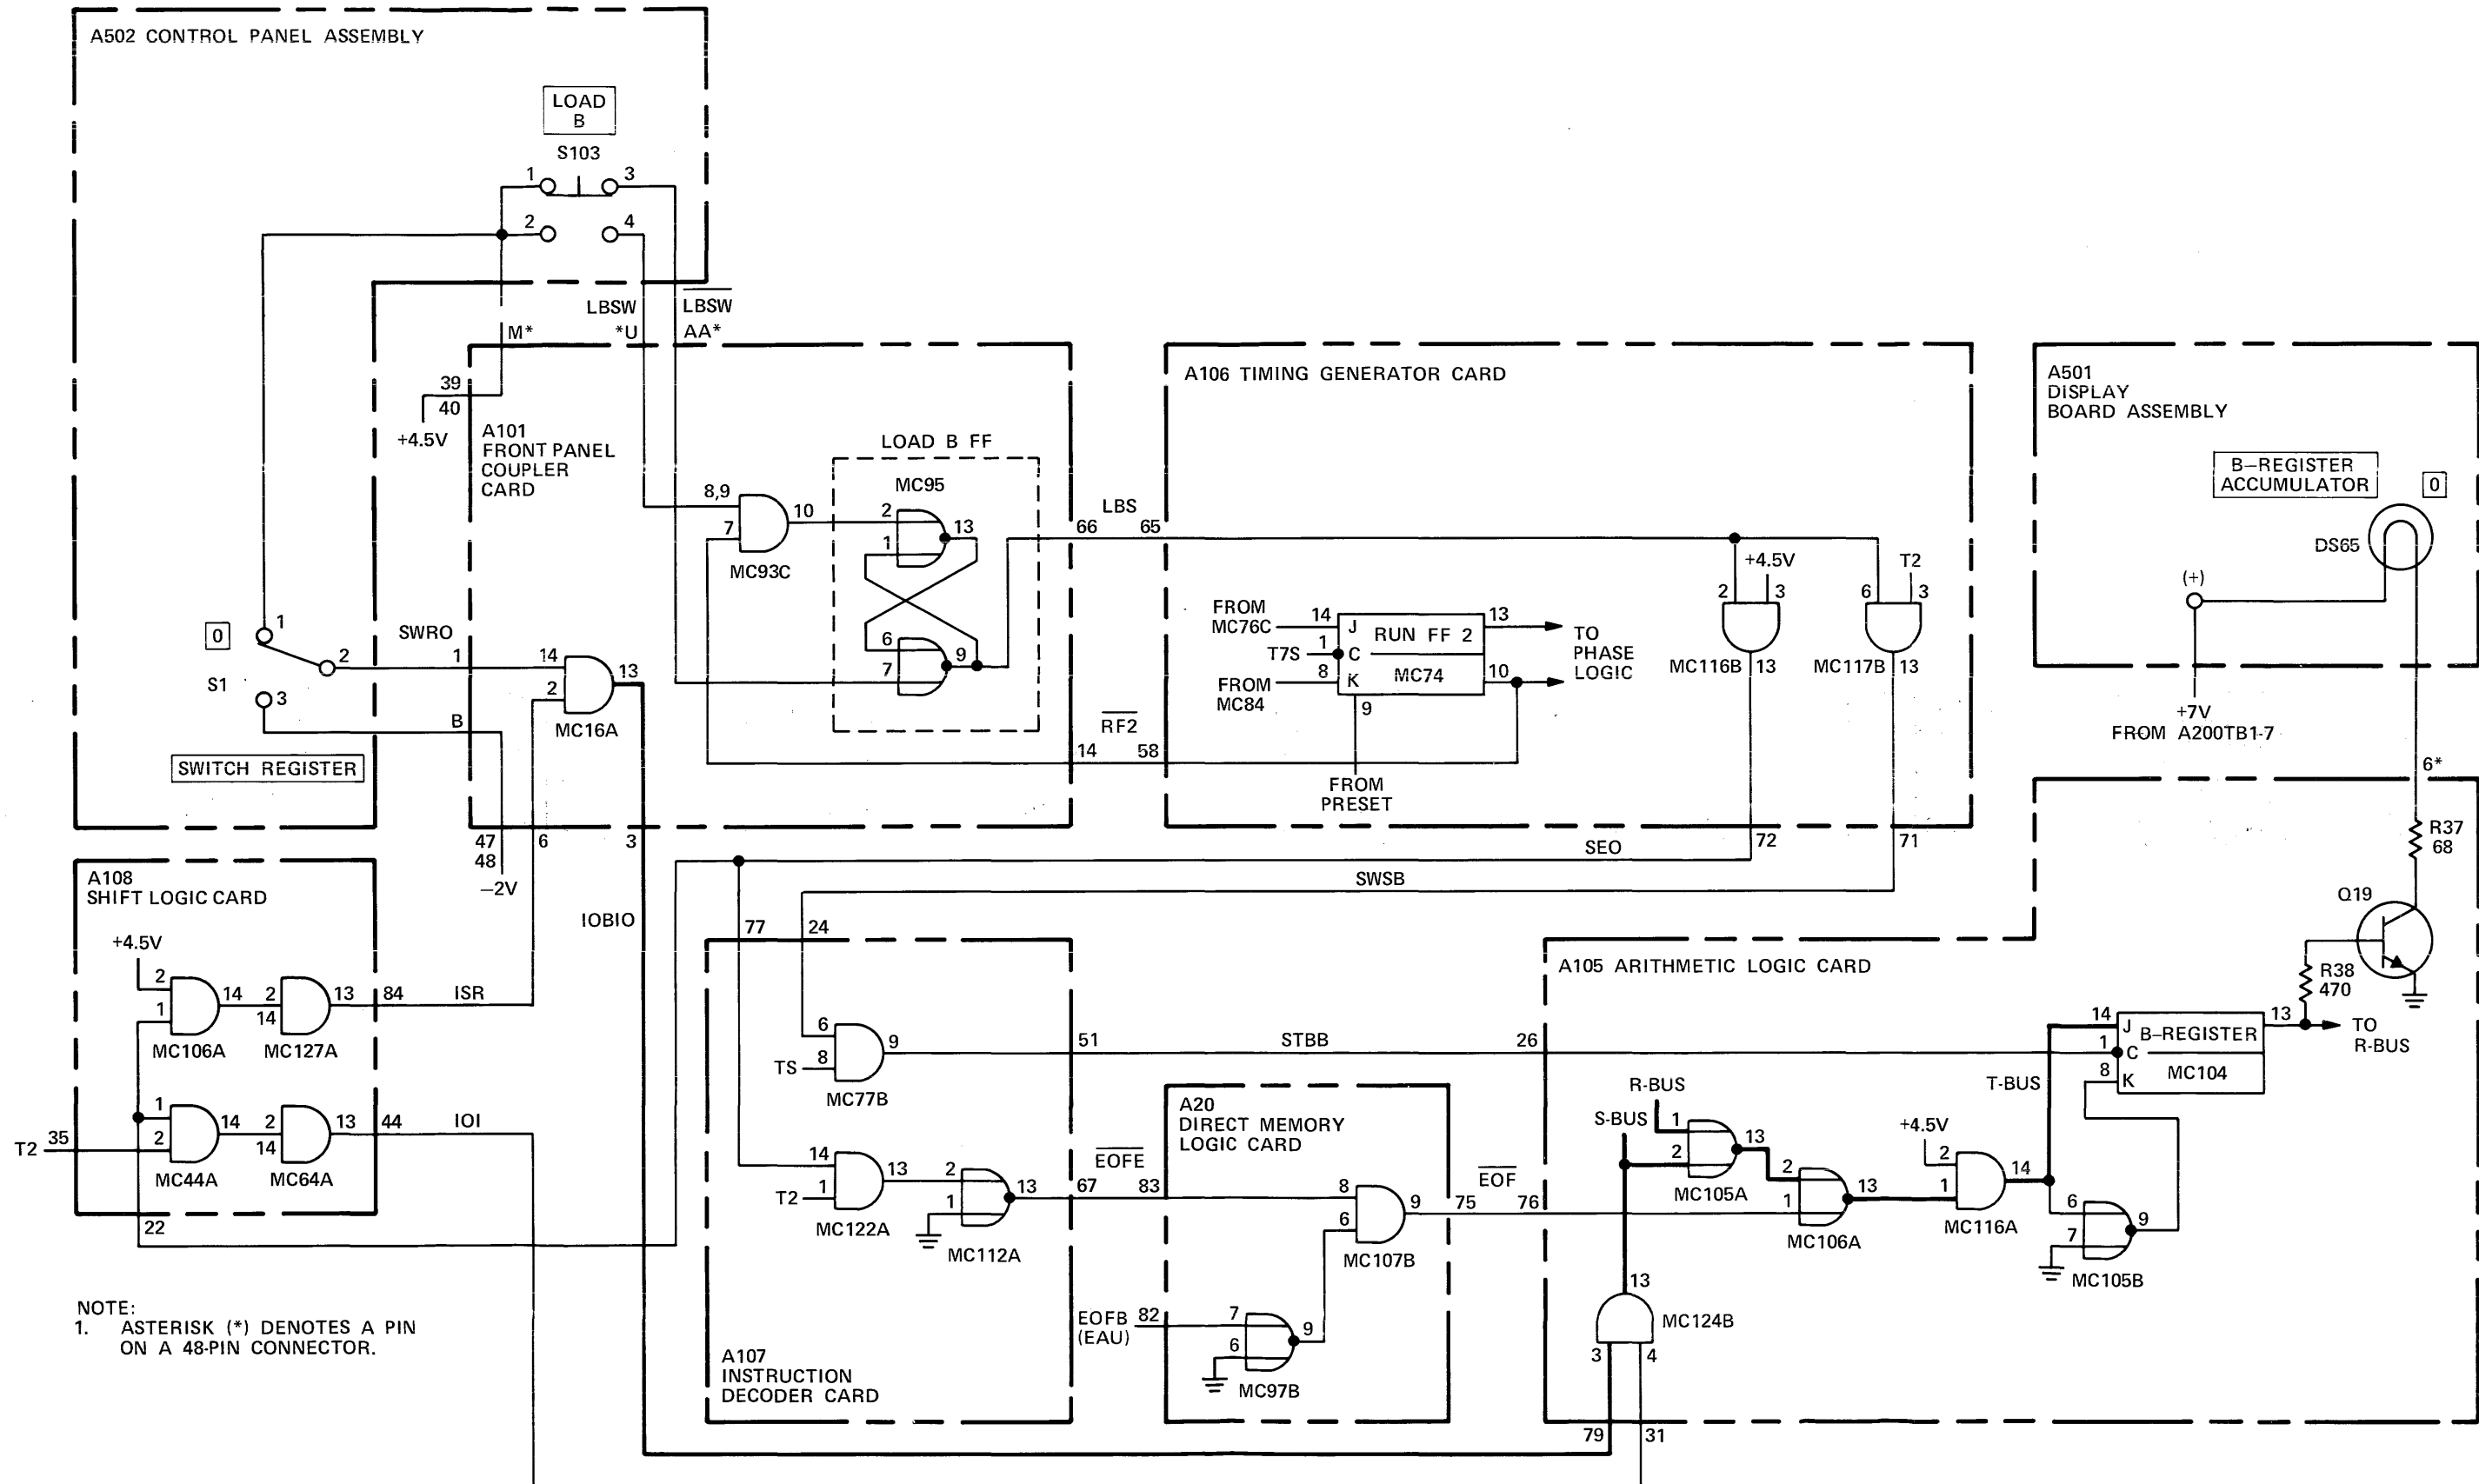 A502 CONTROL PANEL ASSEMBLY
LOAD
B
S103
1
3
2
4
LBSW
LBSW
M*
*U
AA*
39
40
+4.5V
A101
FRONT PANEL
COUPLER
CARD
LOAD B FF
MC95
8,9
7
10
MC93C
2
1
13
6
7
9
LBS
66
65
RF2
14
58
0
1
2
3
S1
SWR0
1
B
14
2
13
MC16A
SWITCH REGISTER
47
48
−2V
6
3
A106 TIMING GENERATOR CARD
FROM
MC76C
14
J
RUN FF 2
13
TO
PHASE
LOGIC
T7S
1
C
FROM
MC84
8
K
MC74
10
9
FROM
PRESET
+4.5V
2
3
MC116B
13
T2
6
3
MC117B
13
72
71
SEO
SWSB
A501
DISPLAY
BOARD ASSEMBLY
B–REGISTER
ACCUMULATOR
0
DS65
(+)
+7V
FROM A200TB1-7
6*
R37
68
Q19
R38
470
A108
SHIFT LOGIC CARD
+4.5V
2
1
14
MC106A
2
14
13
MC127A
84
ISR
T2
35
1
2
14
MC44A
2
14
13
MC64A
44
IOI
22
IOBIO
77
24
6
TS
8
9
MC77B
51
STBB
26
14
T2
1
13
MC122A
2
1
13
MC112A
EOFE
67
83
A107
INSTRUCTION
DECODER CARD
A20
DIRECT MEMORY
LOGIC CARD
8
6
9
MC107B
EOF
75
76
EOFB
(EAU)
82
7
6
9
MC97B
A105 ARITHMETIC LOGIC CARD
R-BUS
S-BUS
1
2
13
MC105A
2
1
13
MC106A
+4.5V
2
1
14
MC116A
T-BUS
14
J
B–REGISTER
13
TO
R-BUS
1
C
8
K
MC104
6
7
9
MC105B
13
MC124B
3
4
79
31
NOTE:
1. ASTERISK (*) DENOTES A PIN
ON A 48-PIN CONNECTOR.